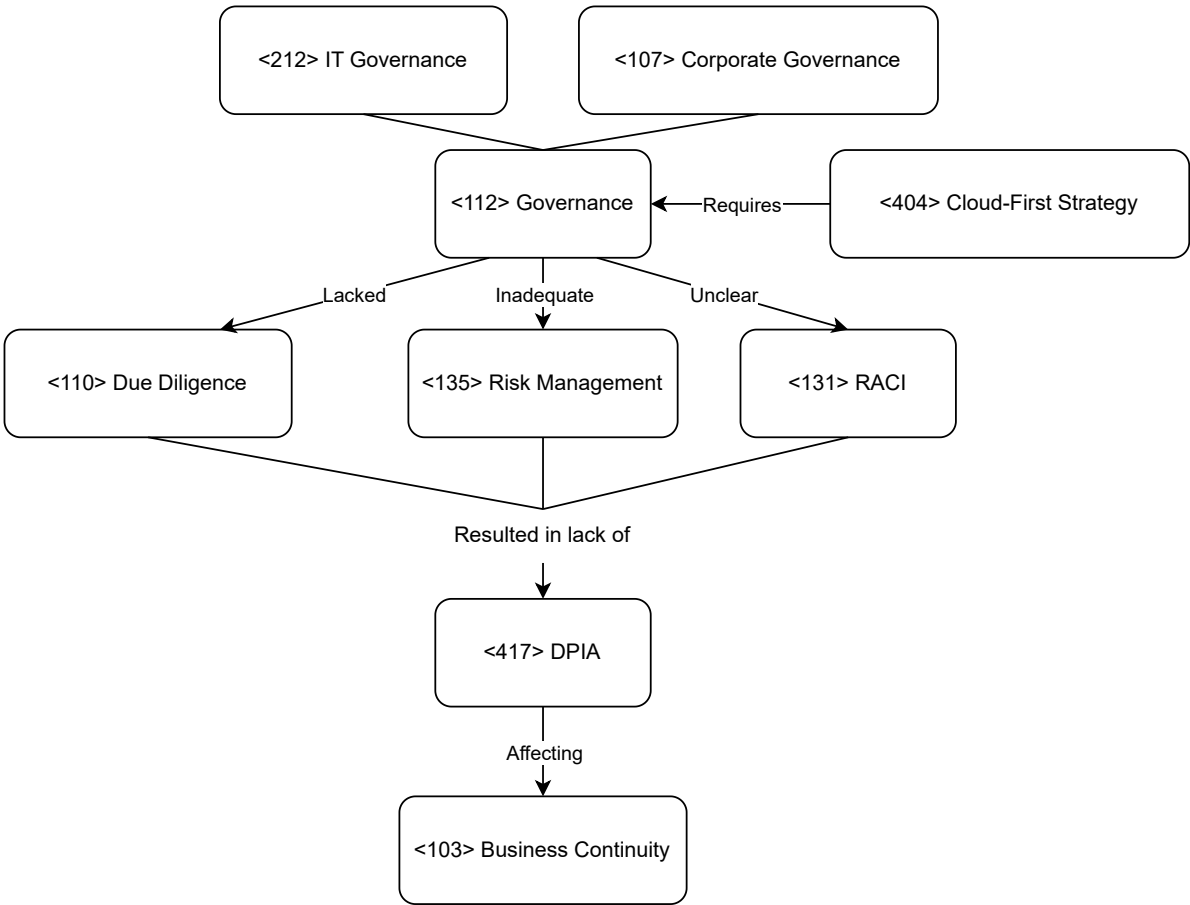 <212> IT Governance
<107> Corporate Governance
<112> Governance
Requires
<404> Cloud-First Strategy
Lacked
Inadequate
Unclear
<110> Due Diligence
<135> Risk Management
<131> RACI
Resulted in lack of
<417> DPIA
Affecting
<103> Business Continuity